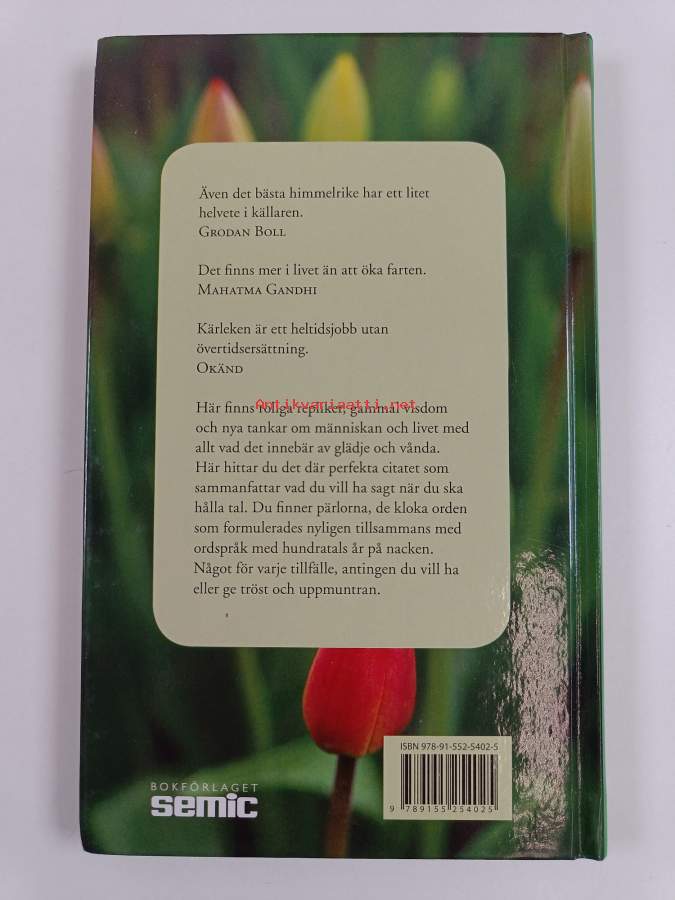 Även det bästa himmelrike har ett litet
helvete i källaren.
Grodan Boll
Det finns mer i livet än att öka farten.
Mahatma Gandhi
Kärleken är ett heltidsjobb utan
övertidsersättning.
Okänd
Antikvariaatti.net
Här finns roliga repliker, gammal visdom
och nya tankar om människan och livet med
allt vad det innebär av glädje och vånda.
Här hittar du det där perfekta citatet som
sammanfattar vad du vill ha sagt när du ska
hålla tal. Du finner pärlorna, de kloka orden
som formulerades nyligen tillsammans med
ordspråk med hundratals år på nacken.
Något för varje tillfälle, antingen du vill ha
eller ge tröst och uppmuntran.
ISBN 978-91-552-5402-5
9 789155 254025
BOKFÖRLAGET
semic